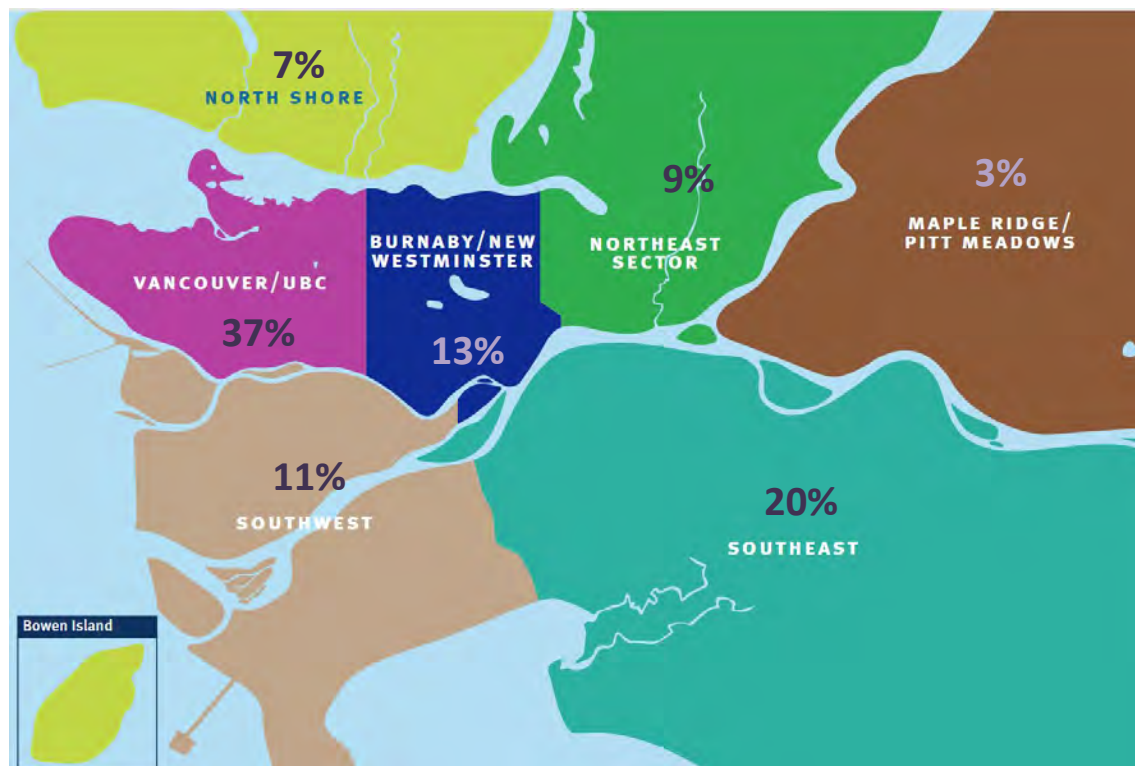 7%
NORTH SHORE
9%
3%
MAPLE RIDGE/
PITT MEADOWS
BURNABY/NEW
WESTMINSTER
NORTHEAST
SECTOR
VANCOUVER/UBC
37%
13%
11%
SOUTHWEST
20%
SOUTHEAST
Bowen Island